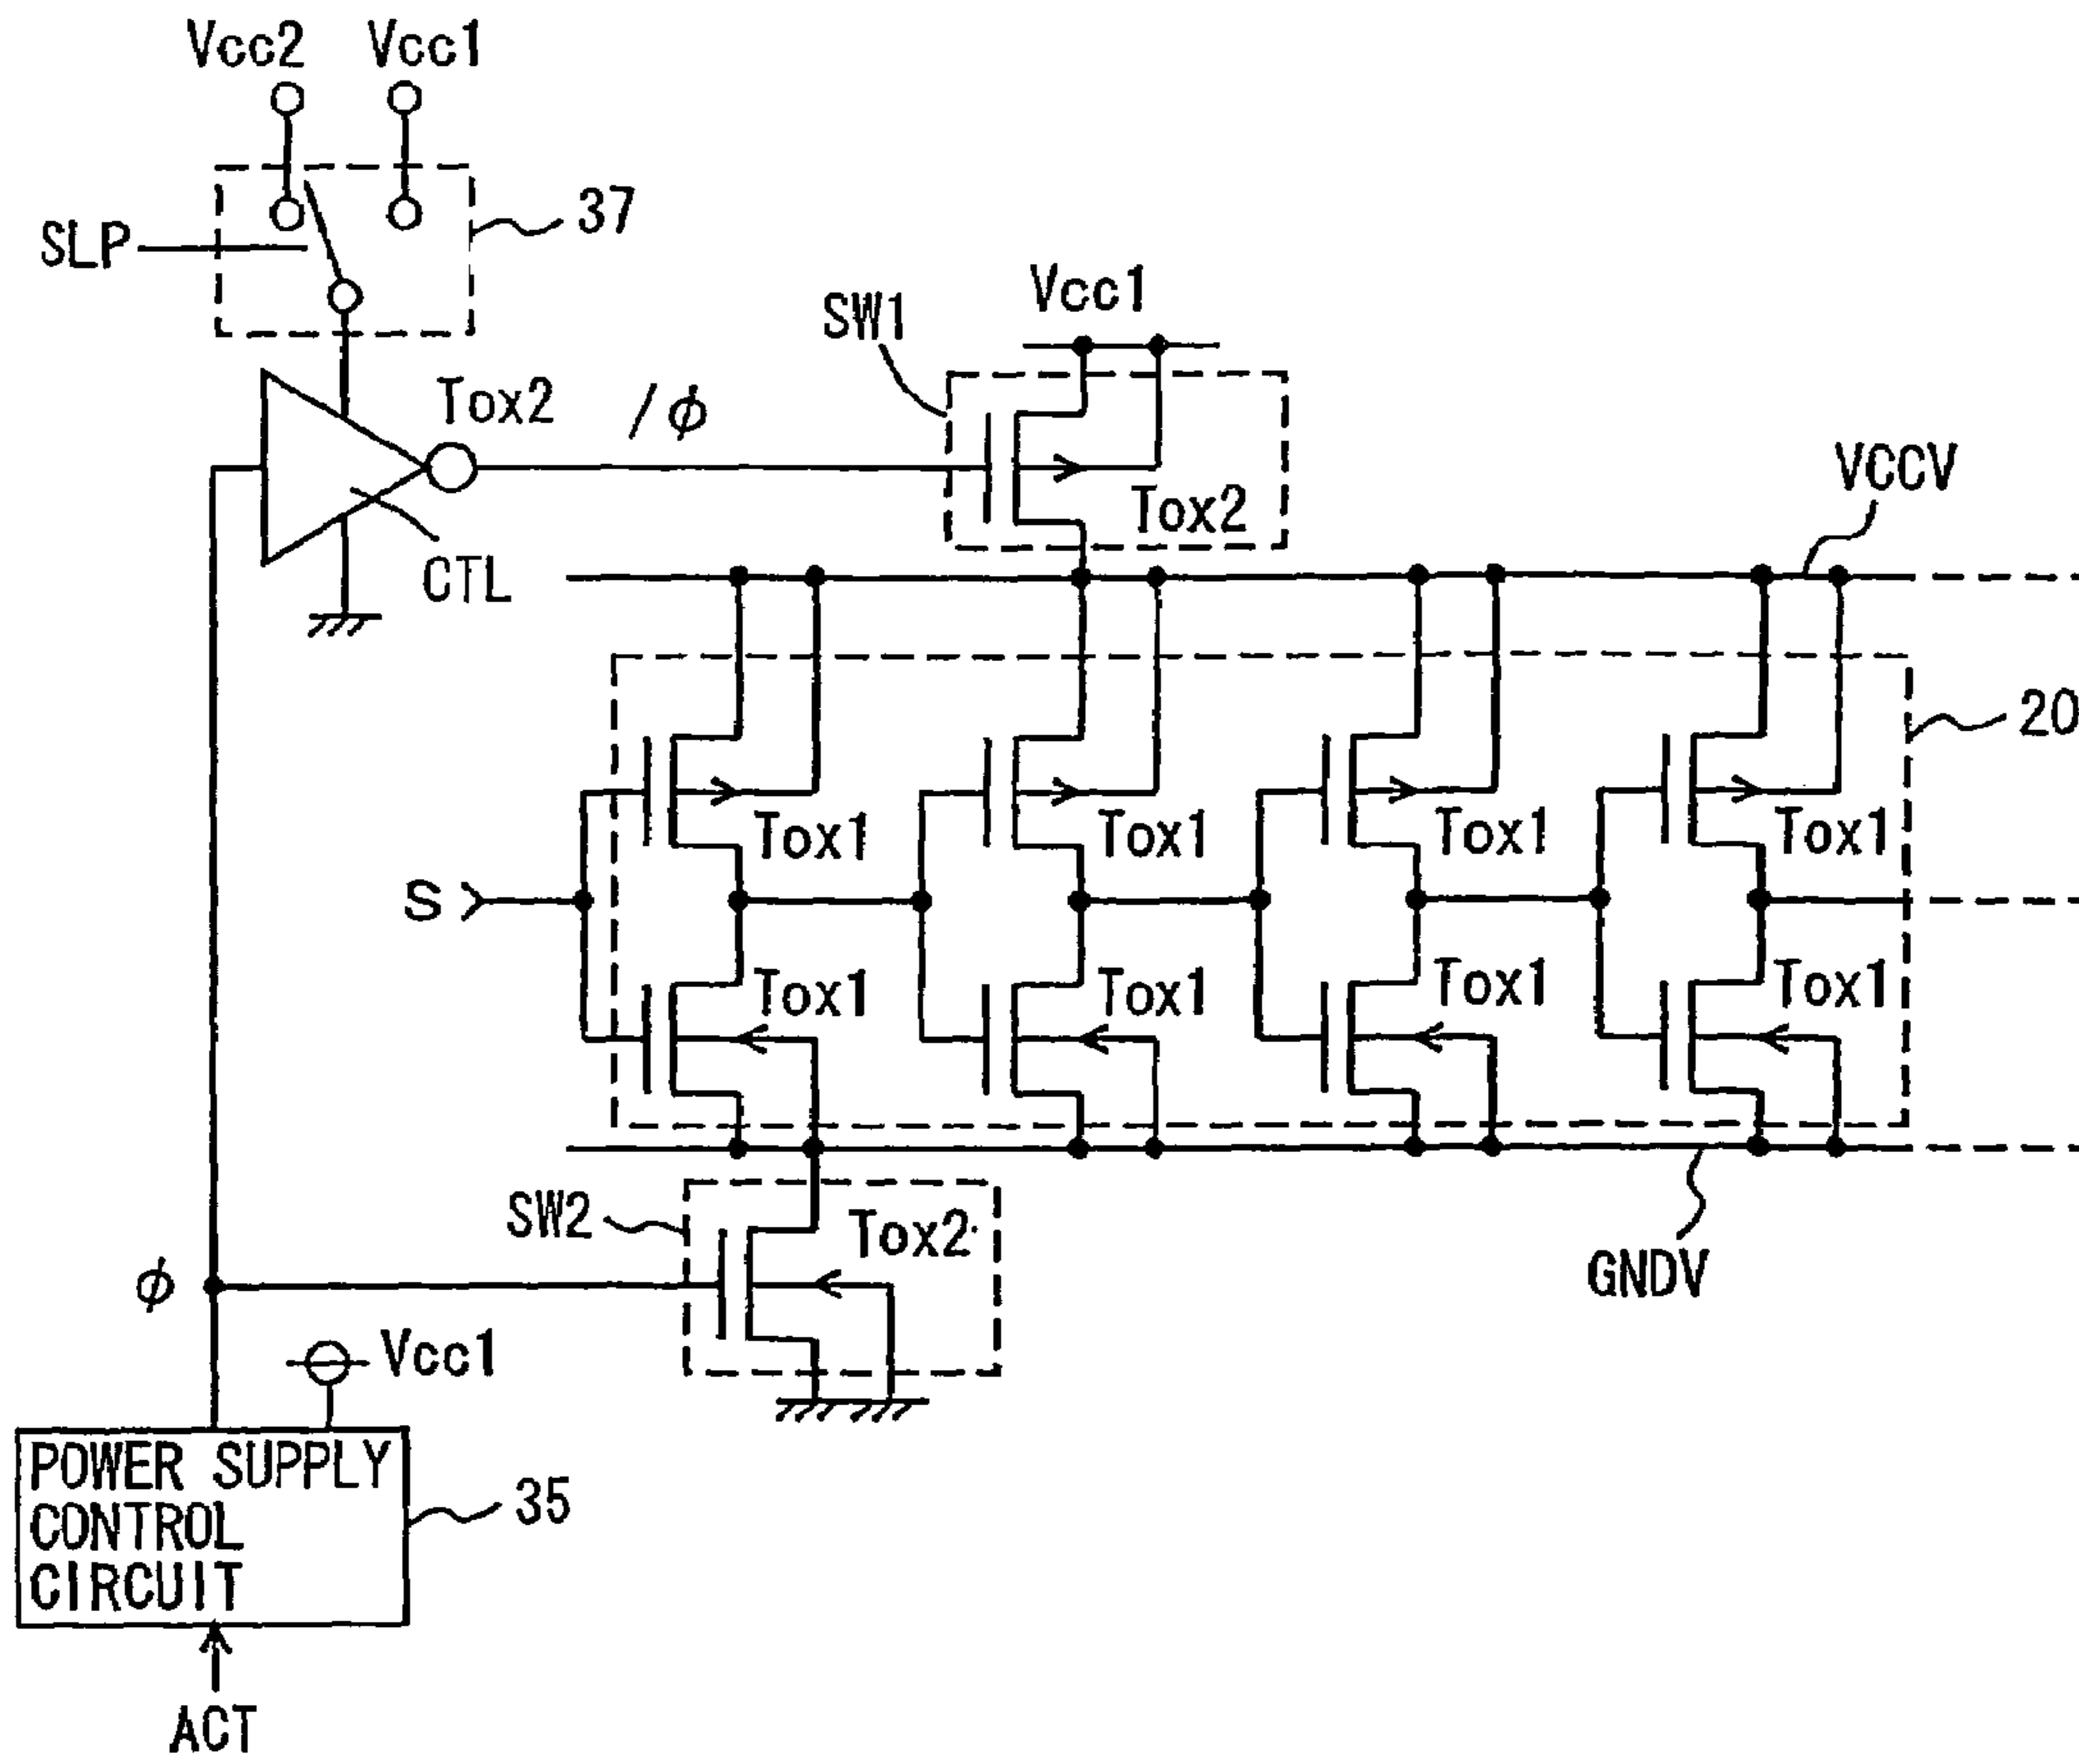 Vcc2 Vcc1
37
SLP
Vcc1
SW1
Tox2 /φ
VCCV
Tox2
CTL
20
Tox1 Tox1 Tox1 Tox1
S
Tox1 Tox1 Tox1 Tox1
SW2 Tox2
GNDV
φ
Vcc1
POWER SUPPLY
CONTROL
CIRCUIT
35
ACT